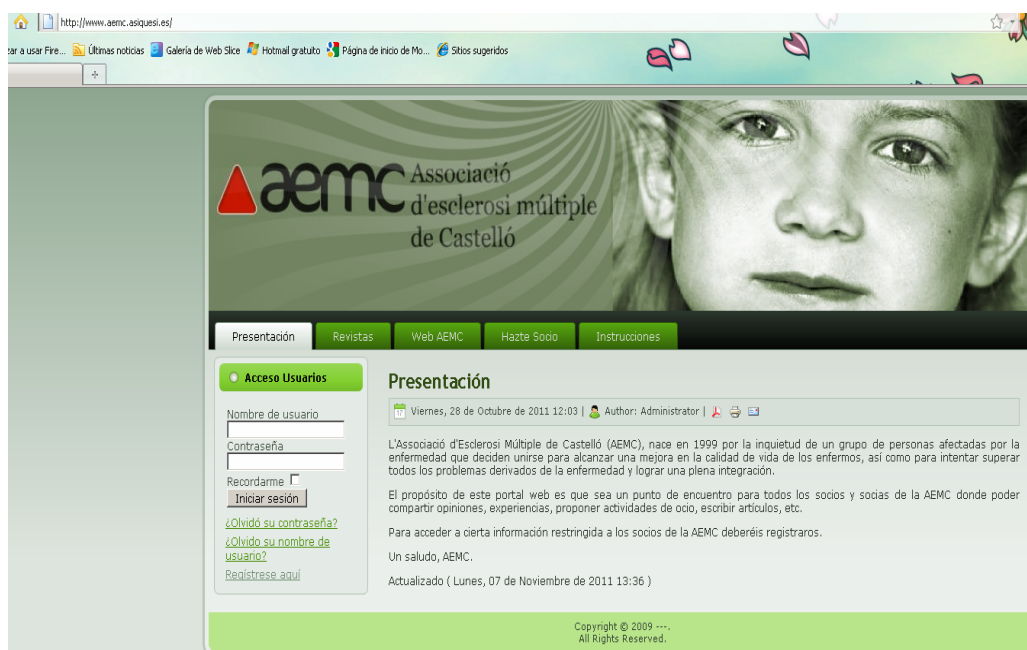 http://www.aemc.asiquesi.es/
zar a usar Fire... Últimas noticias Galería de Web Slice Hotmail gratuito Página de inicio de Mo... Sitios sugeridos
aemc Associació
d'esclerosi múltiple
de Castelló
Presentación Revistas Web AEMC Hazte Socio Instrucciones
Acceso Usuarios
Nombre de usuario
Contraseña
Recordarme
Iniciar sesión
¿Olvidó su contraseña?
¿Olvido su nombre de
usuario?
Regístrese aquí
Presentación
17 Viernes, 28 de Octubre de 2011 12:03 | Author: Administrator |
L'Associació d'Esclerosi Múltiple de Castelló (AEMC), nace en 1999 por la inquietud de un grupo de personas afectadas por la
enfermedad que deciden unirse para alcanzar una mejora en la calidad de vida de los enfermos, así como para intentar superar
todos los problemas derivados de la enfermedad y lograr una plena integración.
El propósito de este portal web es que sea un punto de encuentro para todos los socios y socias de la AEMC donde poder
compartir opiniones, experiencias, proponer actividades de ocio, escribir artículos, etc.
Para acceder a cierta información restringida a los socios de la AEMC deberéis registraros.
Un saludo, AEMC.
Actualizado ( Lunes, 07 de Noviembre de 2011 13:36 )
Copyright © 2009 ---.
All Rights Reserved.